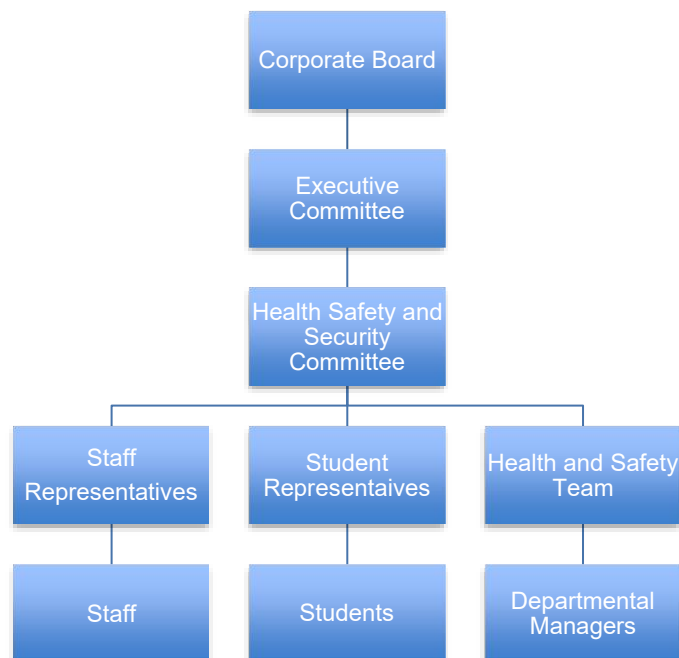 Corporate Board
Executive
Committee
Health Safety and
Security
Committee
Staff
Representatives
Student
Representaives
Health and Safety
Team
Staff
Students
Departmental
Managers